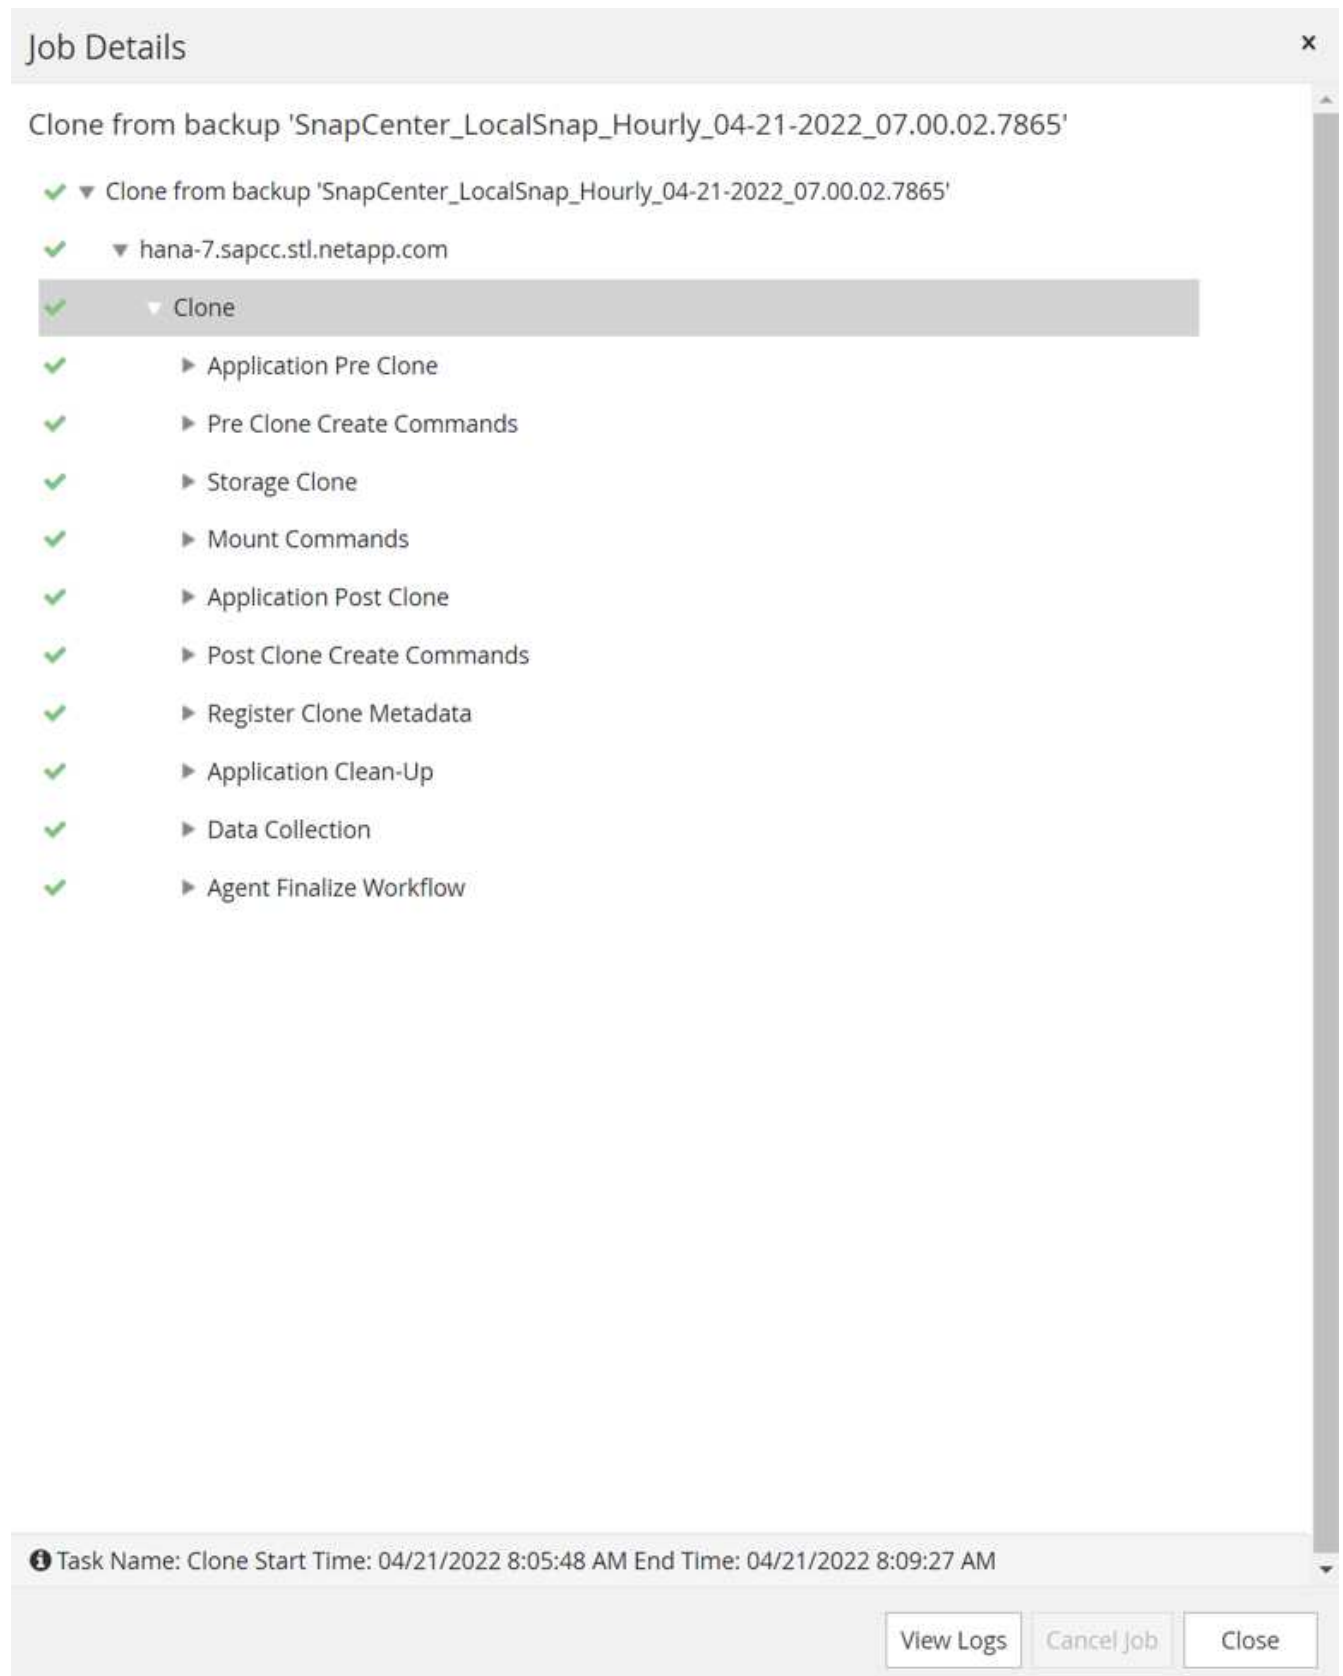 Job Details
x
Clone from backup 'SnapCenter_LocalSnap_Hourly_04-21-2022_07.00.02.7865'
Clone from backup 'SnapCenter_LocalSnap_Hourly_04-21-2022_07.00.02.7865'
hana-7.sapcc.stl.netapp.com
Clone
Application Pre Clone
Pre Clone Create Commands
Storage Clone
Mount Commands
Application Post Clone
Post Clone Create Commands
Register Clone Metadata
Application Clean-Up
Data Collection
Agent Finalize Workflow
Task Name: Clone Start Time: 04/21/2022 8:05:48 AM End Time: 04/21/2022 8:09:27 AM
View Logs Cancel Job Close